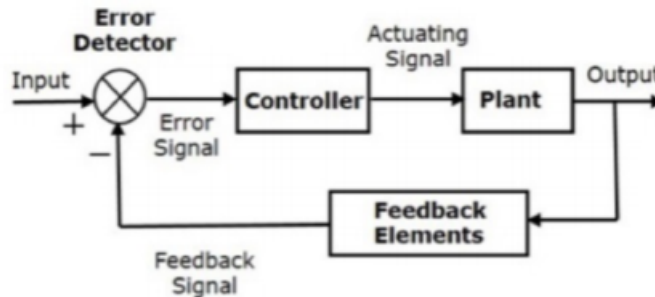 Error
Detector
Input
+
−
Error
Signal
Controller
Actuating
Signal
Plant
Output
Feedback
Elements
Feedback
Signal